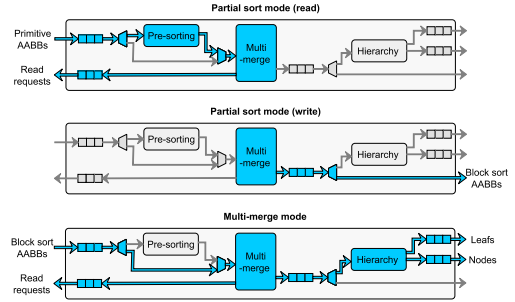 Partial sort mode (read)
Primitive
AABBs
Pre-sorting
Multi
-merge
Hierarchy
Read
requests
Partial sort mode (write)
Pre-sorting
Multi
-merge
Hierarchy
Block sort
AABBs
Multi-merge mode
Block sort
AABBs
Pre-sorting
Multi
-merge
Hierarchy
Leafs
Nodes
Read
requests